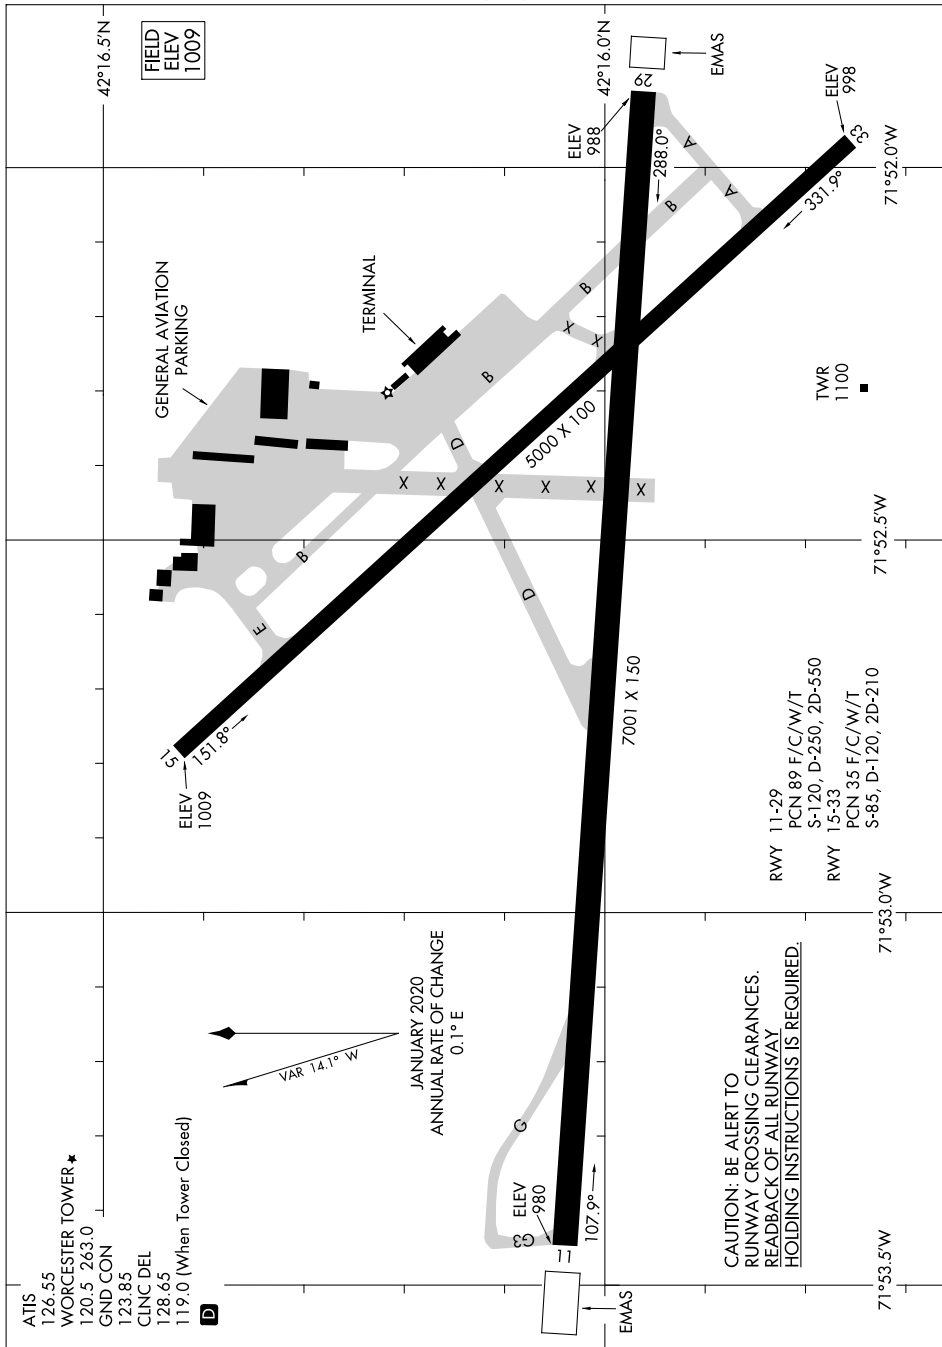 ATIS
126.55
WORCESTER TOWER
120.5 263.0
GND CON
123.85
CLNC DEL
128.65
119.0 (When Tower Closed)
D
FIELD
ELEV
1009
42°16.5'N
42°16.0'N
JANUARY 2020
ANNUAL RATE OF CHANGE
0.1° E
VAR 14.1° W
GENERAL AVIATION
PARKING
TERMINAL
ELEV
1009
15
151.8°
E
B
B
B
B
D
D
X
X
X
X
X
X
X
X
5000 X 100
7001 X 150
G
G3
ELEV
980
11
107.9°
EMAS
ELEV
988
29
288.0°
EMAS
A
A
ELEV
998
33
331.9°
TWR
1100
RWY 11-29
PCN 89 F/C/W/T
S-120, D-250, 2D-550
RWY 15-33
PCN 35 F/C/W/T
S-85, D-120, 2D-210
CAUTION: BE ALERT TO
RUNWAY CROSSING CLEARANCES.
READBACK OF ALL RUNWAY
HOLDING INSTRUCTIONS IS REQUIRED.
71°53.5'W
71°53.0'W
71°52.5'W
71°52.0'W